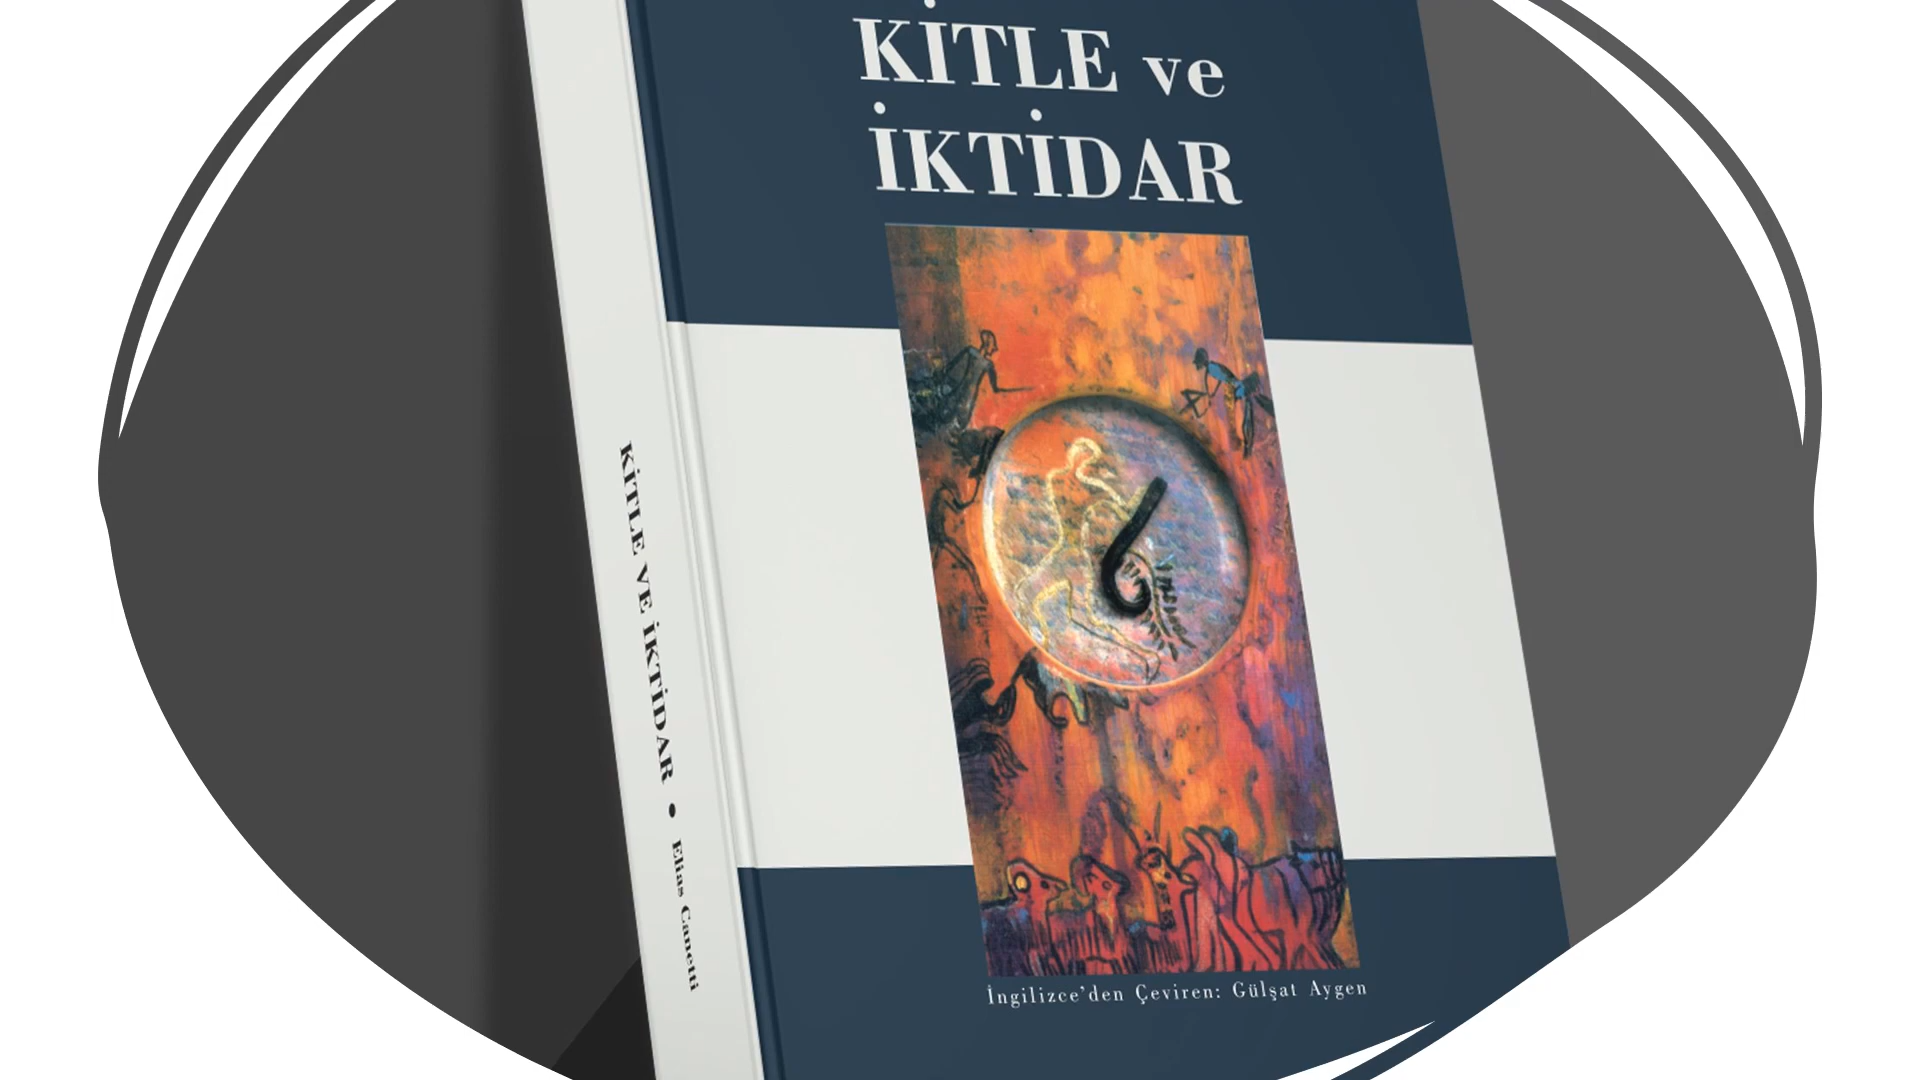 KİTLE ve
İKTİDAR
İngilizce’den Çeviren: Gülşat Aygen
KİTLE VE İKTİDAR • Elias Canetti